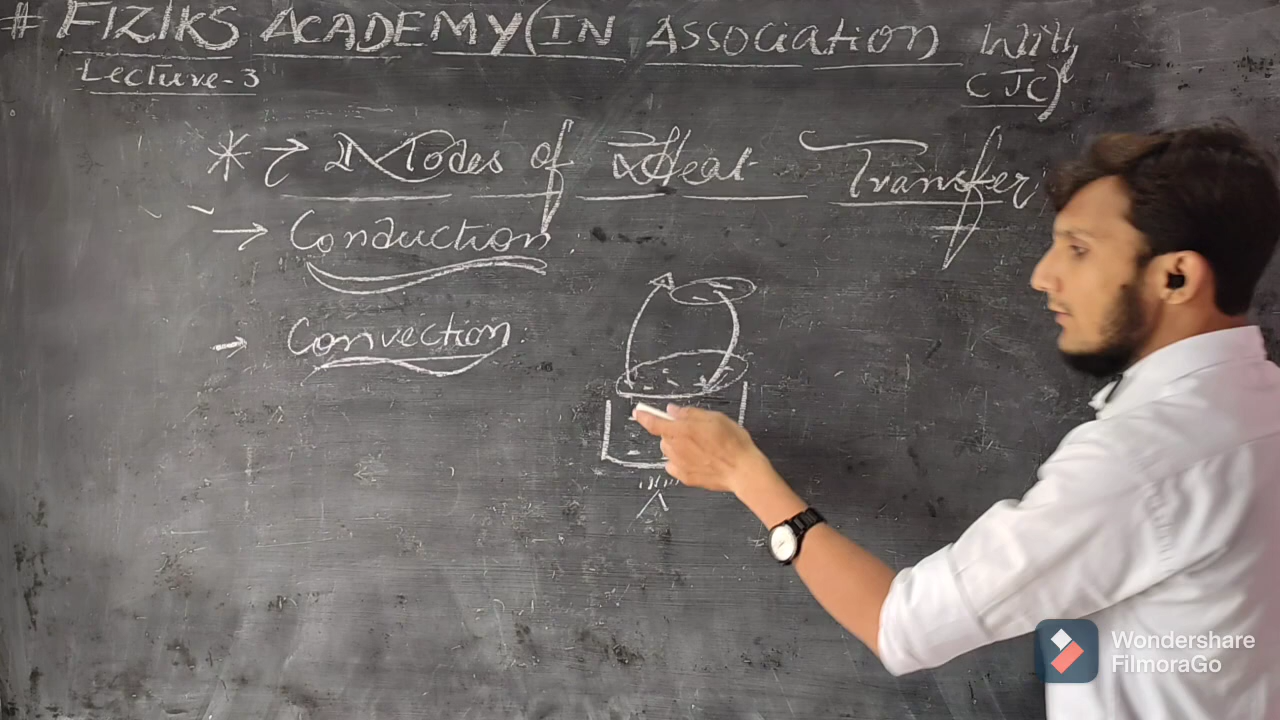 # FIZIKS ACADEMY(IN Association With CJC)
Lecture-3
* → Modes of Heat Transfer
→ Conduction
→ Convection
Wondershare
FilmoraGo